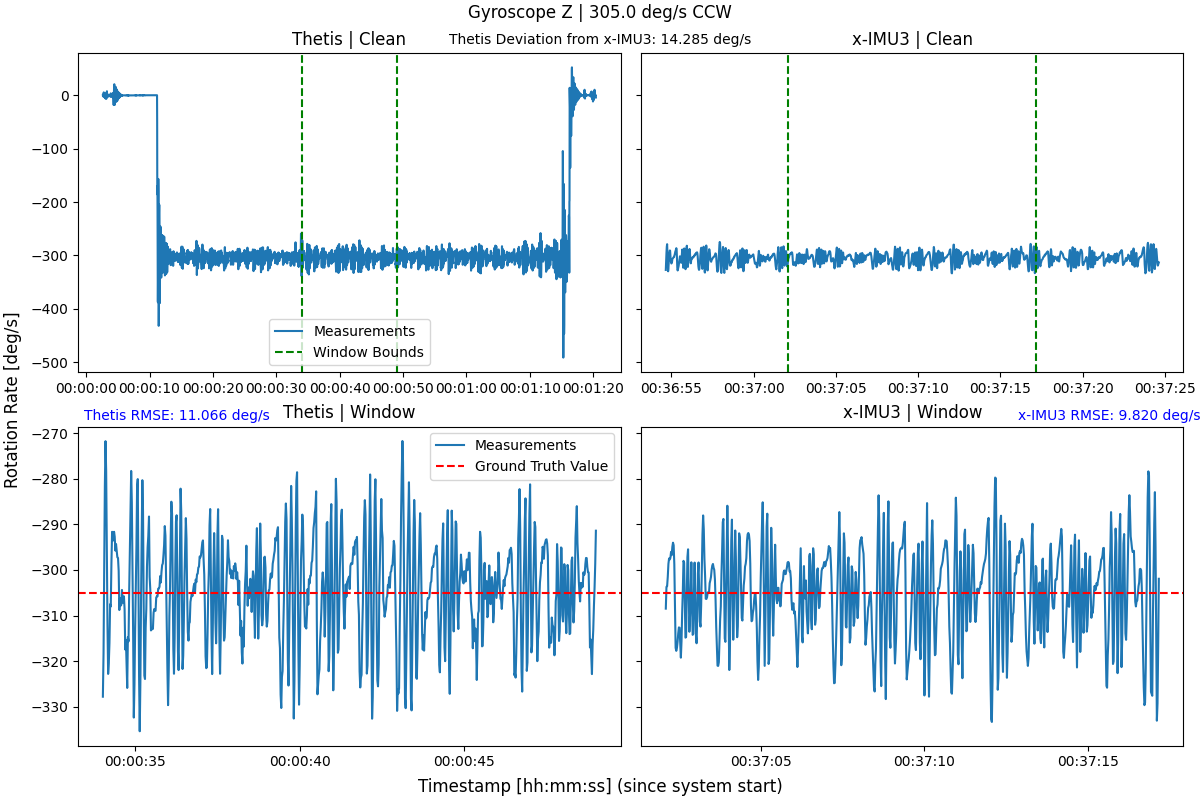 Gyroscope Z | 305.0 deg/s CCW
Thetis | Clean
Thetis Deviation from x-IMU3: 14.285 deg/s
x-IMU3 | Clean
0
−100
−200
−300
−400
−500
Measurements
Window Bounds
00:00:00 00:00:10 00:00:20 00:00:30 00:00:40 00:00:50 00:01:00 00:01:10 00:01:20
00:36:55 00:37:00 00:37:05 00:37:10 00:37:15 00:37:20 00:37:25
Rotation Rate [deg/s]
Thetis RMSE: 11.066 deg/s
Thetis | Window
x-IMU3 | Window
x-IMU3 RMSE: 9.820 deg/s
−270
−280
−290
−300
−310
−320
−330
Measurements
Ground Truth Value
00:00:35 00:00:40 00:00:45
00:37:05 00:37:10 00:37:15
Timestamp [hh:mm:ss] (since system start)